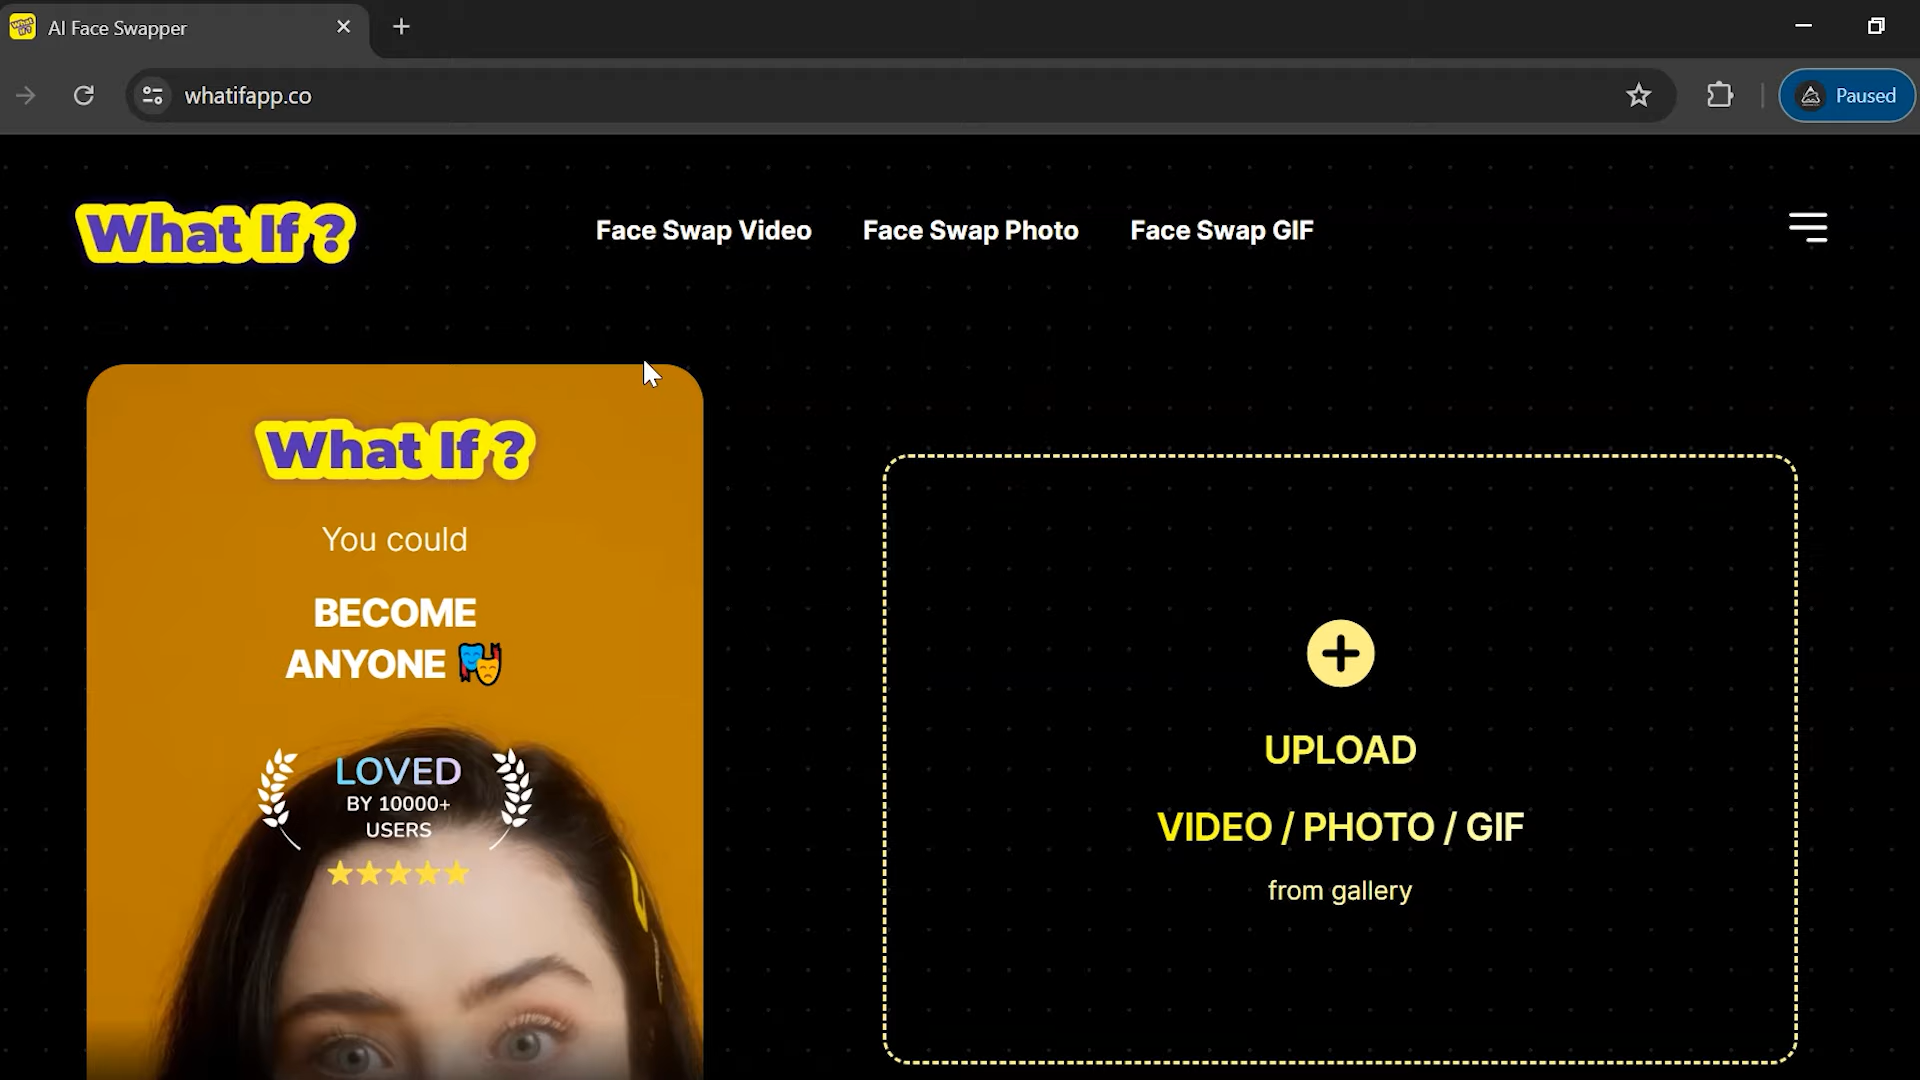 AI Face Swapper
whatifapp.co
Paused
What If ?
Face Swap Video
Face Swap Photo
Face Swap GIF
What If ?
You could
BECOME
ANYONE
LOVED
BY 10000+
USERS
UPLOAD
VIDEO / PHOTO / GIF
from gallery